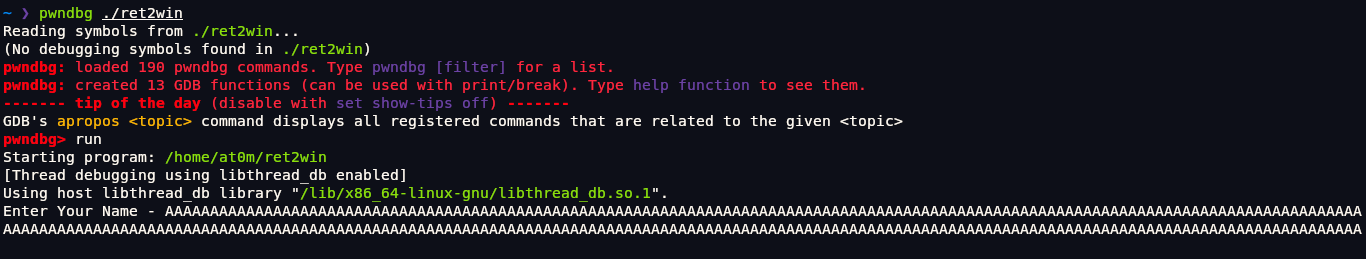 ~ ❯ pwndbg ./ret2win
Reading symbols from ./ret2win...
(No debugging symbols found in ./ret2win)
pwndbg: loaded 190 pwndbg commands. Type pwndbg [filter] for a list.
pwndbg: created 13 GDB functions (can be used with print/break). Type help function to see them.
------- tip of the day (disable with set show-tips off) -------
GDB's apropos <topic> command displays all registered commands that are related to the given <topic>
pwndbg> run
Starting program: /home/at0m/ret2win
[Thread debugging using libthread_db enabled]
Using host libthread_db library "/lib/x86_64-linux-gnu/libthread_db.so.1".
Enter Your Name - AAAAAAAAAAAAAAAAAAAAAAAAAAAAAAAAAAAAAAAAAAAAAAAAAAAAAAAAAAAAAAAAAAAAAAAAAAAAAAAAAAAAAAAAAAAAAAAAAAAAAAAAAAAAAAAAAAAAAAAAAAAAAAAAAAAAA
AAAAAAAAAAAAAAAAAAAAAAAAAAAAAAAAAAAAAAAAAAAAAAAAAAAAAAAAAAAAAAAAAAAAAAAAAAAAAAAAAAAAAAAAAAAAAAAAAAAAAAAAAAAAAAAAAAAAAAAAAAAAAAAAAAAAAAAAAAAAAAAAAAAAAAA